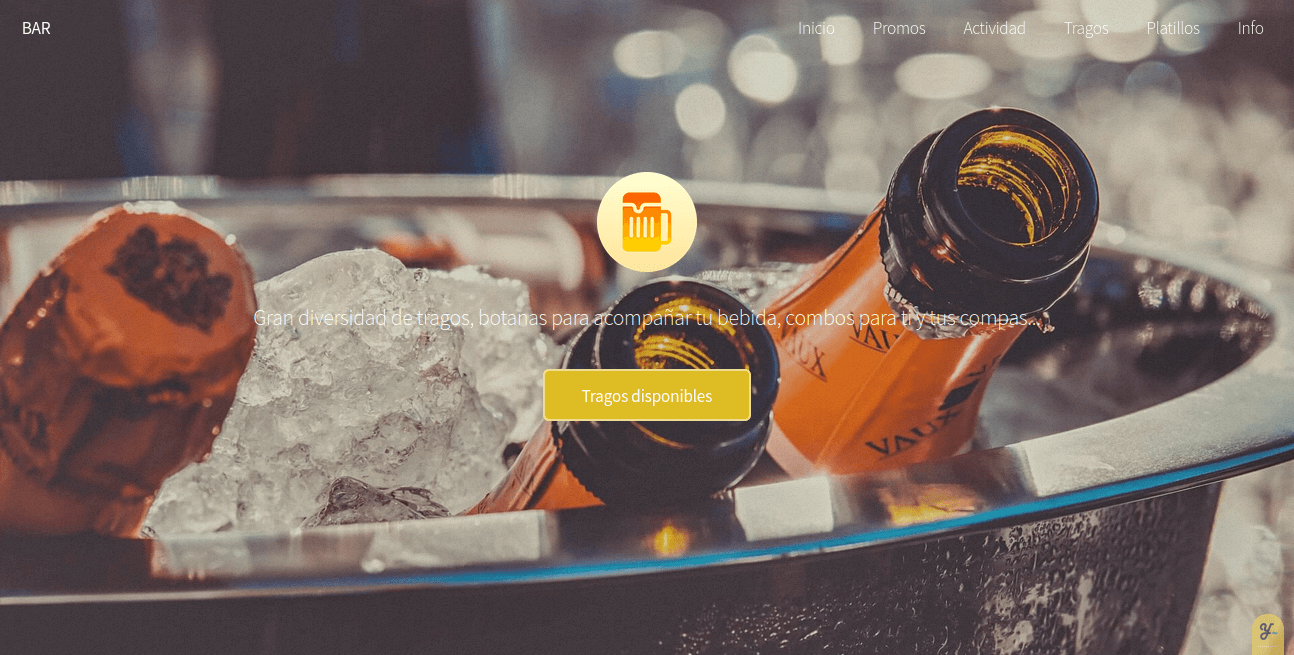 BAR
Inicio Promos Actividad Tragos Platillos Info
Gran diversidad de tragos, botanas para acompañar tu bebida, combos para ti y tus compas...
Tragos disponibles
VAUX
VAUX